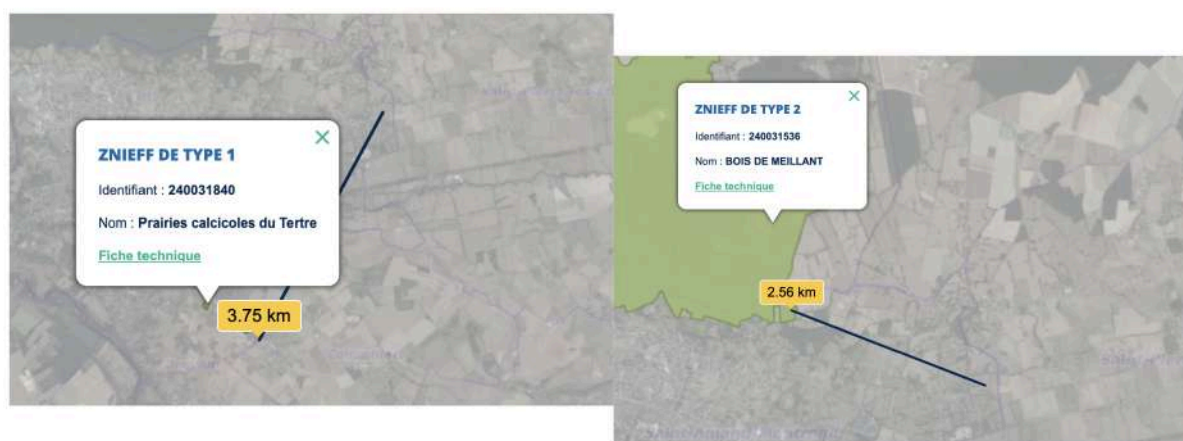 ZNIEFF DE TYPE 1
Identifiant : 240031840
Nom : Prairies calcicoles du Tertre
Fiche technique
3.75 km
ZNIEFF DE TYPE 2
Identifiant : 240031536
Nom : BOIS DE MEILLANT
Fiche technique
2.56 km